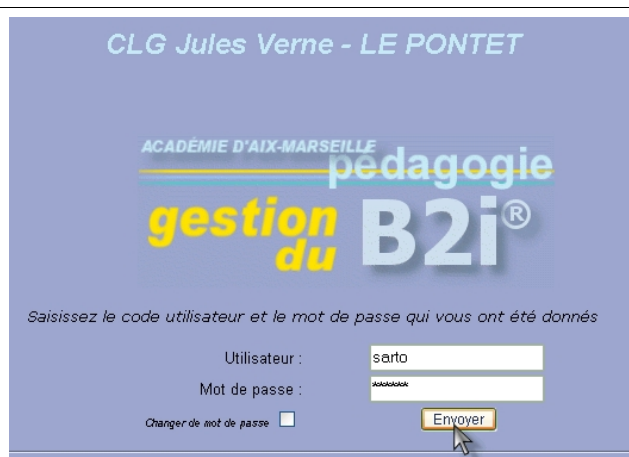 CLG Jules Verne - LE PONTET
ACADÉMIE D'AIX-MARSEILLE
pédagogie
gestion
du B2i®
Saisissez le code utilisateur et le mot de passe qui vous ont été donnés
Utilisateur : sarto
Mot de passe : *******
Changer de mot de passe
Envoyer